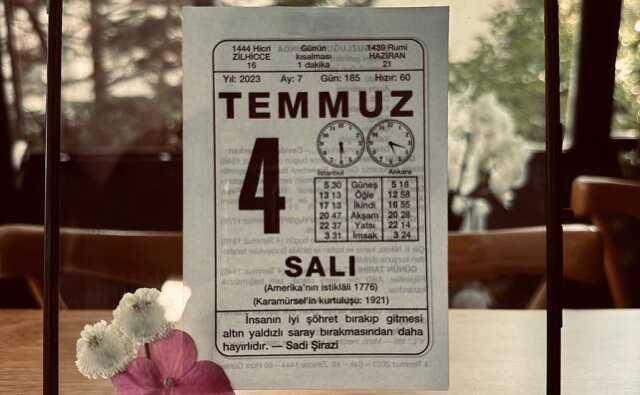 1444 Hicri
ZİLHİCCE
16
Günün
kısalması
1 dakika
1439 Rumi
HAZİRAN
21
Yıl: 2023 Ay: 7 Gün: 185 Hızır: 60
TEMMUZ
4
İstanbul Ankara
5 30 Güneş 5 16
13 13 Öğle 12 58
17 13 İkindi 16 55
20 47 Akşam 20 28
22 37 Yatsı 22 14
3 31 İmsak 3 24
SALI
(Amerika'nın istiklâli 1776)
(Karamürsel'in kurtuluşu: 1921)
İnsanın iyi şöhret bırakıp gitmesi
altın yaldızlı saray bırakmasından daha
hayırlıdır. — Sadi Şirazi